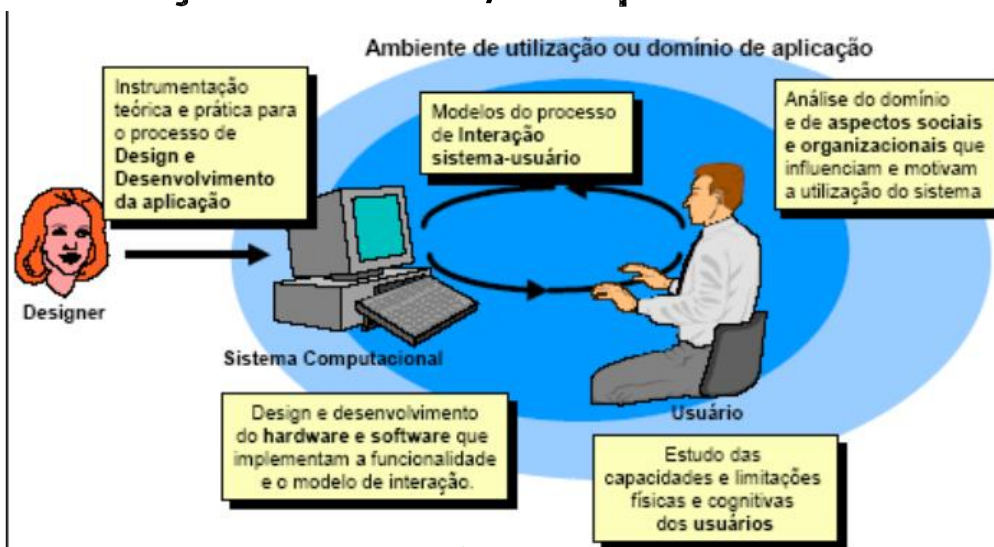 Ambiente de utilização ou domínio de aplicação
Instrumentação
teórica e prática para
o processo de
Design e
Desenvolvimento
da aplicação
Modelos do processo
de Interação
sistema-usuário
Análise do domínio
e de aspectos sociais
e organizacionais que
influenciam e motivam
a utilização do sistema
Designer
Sistema Computacional
Usuário
Design e desenvolvimento
do hardware e software que
implementam a funcionalidade
e o modelo de interação.
Estudo das
capacidades e limitações
físicas e cognitivas
dos usuários